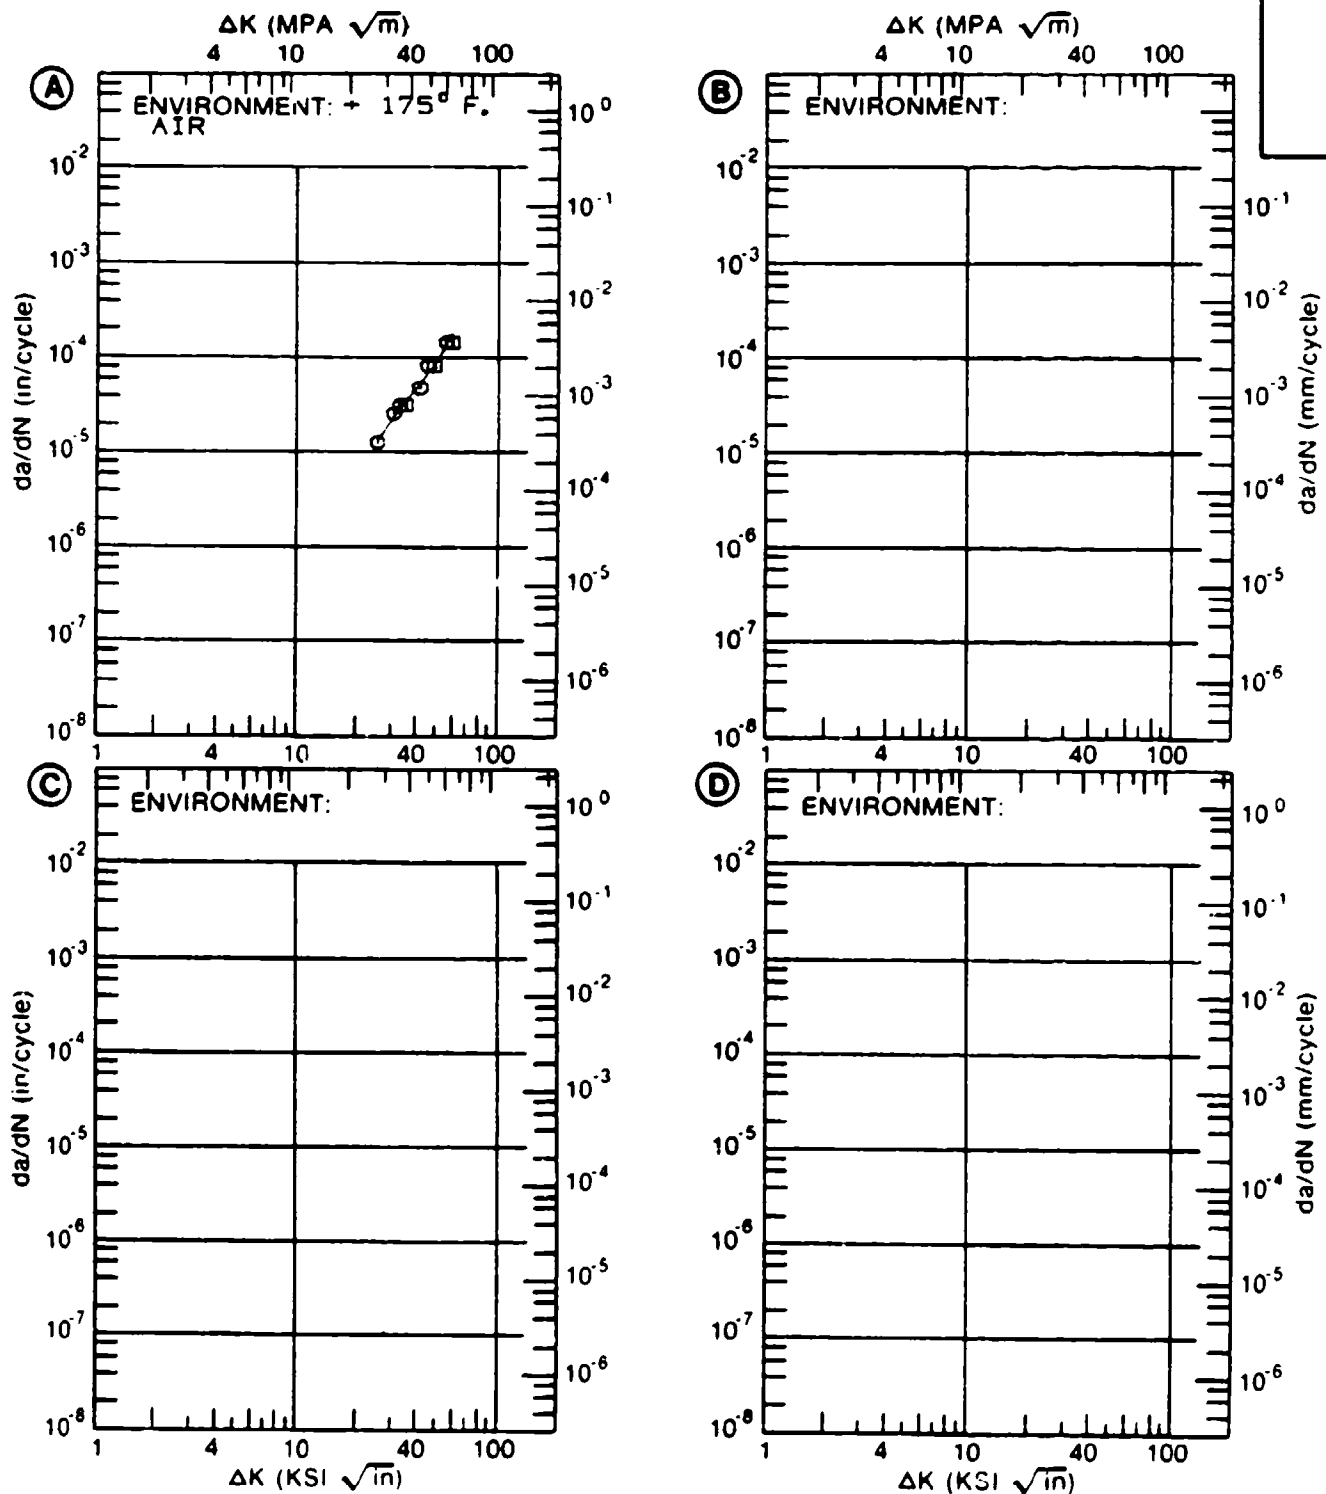 ΔK (MPA √m)
4 10 40 100
A
ENVIRONMENT: + 175° F.
AIR
10⁻²
10⁻³
10⁻⁴
10⁻⁵
10⁻⁶
10⁻⁷
10⁻⁸
da/dN (in/cycle)
10⁰
10⁻¹
10⁻²
10⁻³
10⁻⁴
10⁻⁵
10⁻⁶
1 4 10 40 100
ΔK (MPA √m)
4 10 40 100
B
ENVIRONMENT:
10⁻²
10⁻³
10⁻⁴
10⁻⁵
10⁻⁶
10⁻⁷
10⁻⁸
10⁻¹
10⁻²
10⁻³
10⁻⁴
10⁻⁵
10⁻⁶
da/dN (mm/cycle)
1 4 10 40 100
C
ENVIRONMENT:
10⁻²
10⁻³
10⁻⁴
10⁻⁵
10⁻⁶
10⁻⁷
10⁻⁸
da/dN (in/cycle)
10⁰
10⁻¹
10⁻²
10⁻³
10⁻⁴
10⁻⁵
10⁻⁶
1 4 10 40 100
ΔK (KSI √in)
D
ENVIRONMENT:
10⁻²
10⁻³
10⁻⁴
10⁻⁵
10⁻⁶
10⁻⁷
10⁻⁸
10⁰
10⁻¹
10⁻²
10⁻³
10⁻⁴
10⁻⁵
10⁻⁶
da/dN (mm/cycle)
1 4 10 40 100
ΔK (KSI √in)